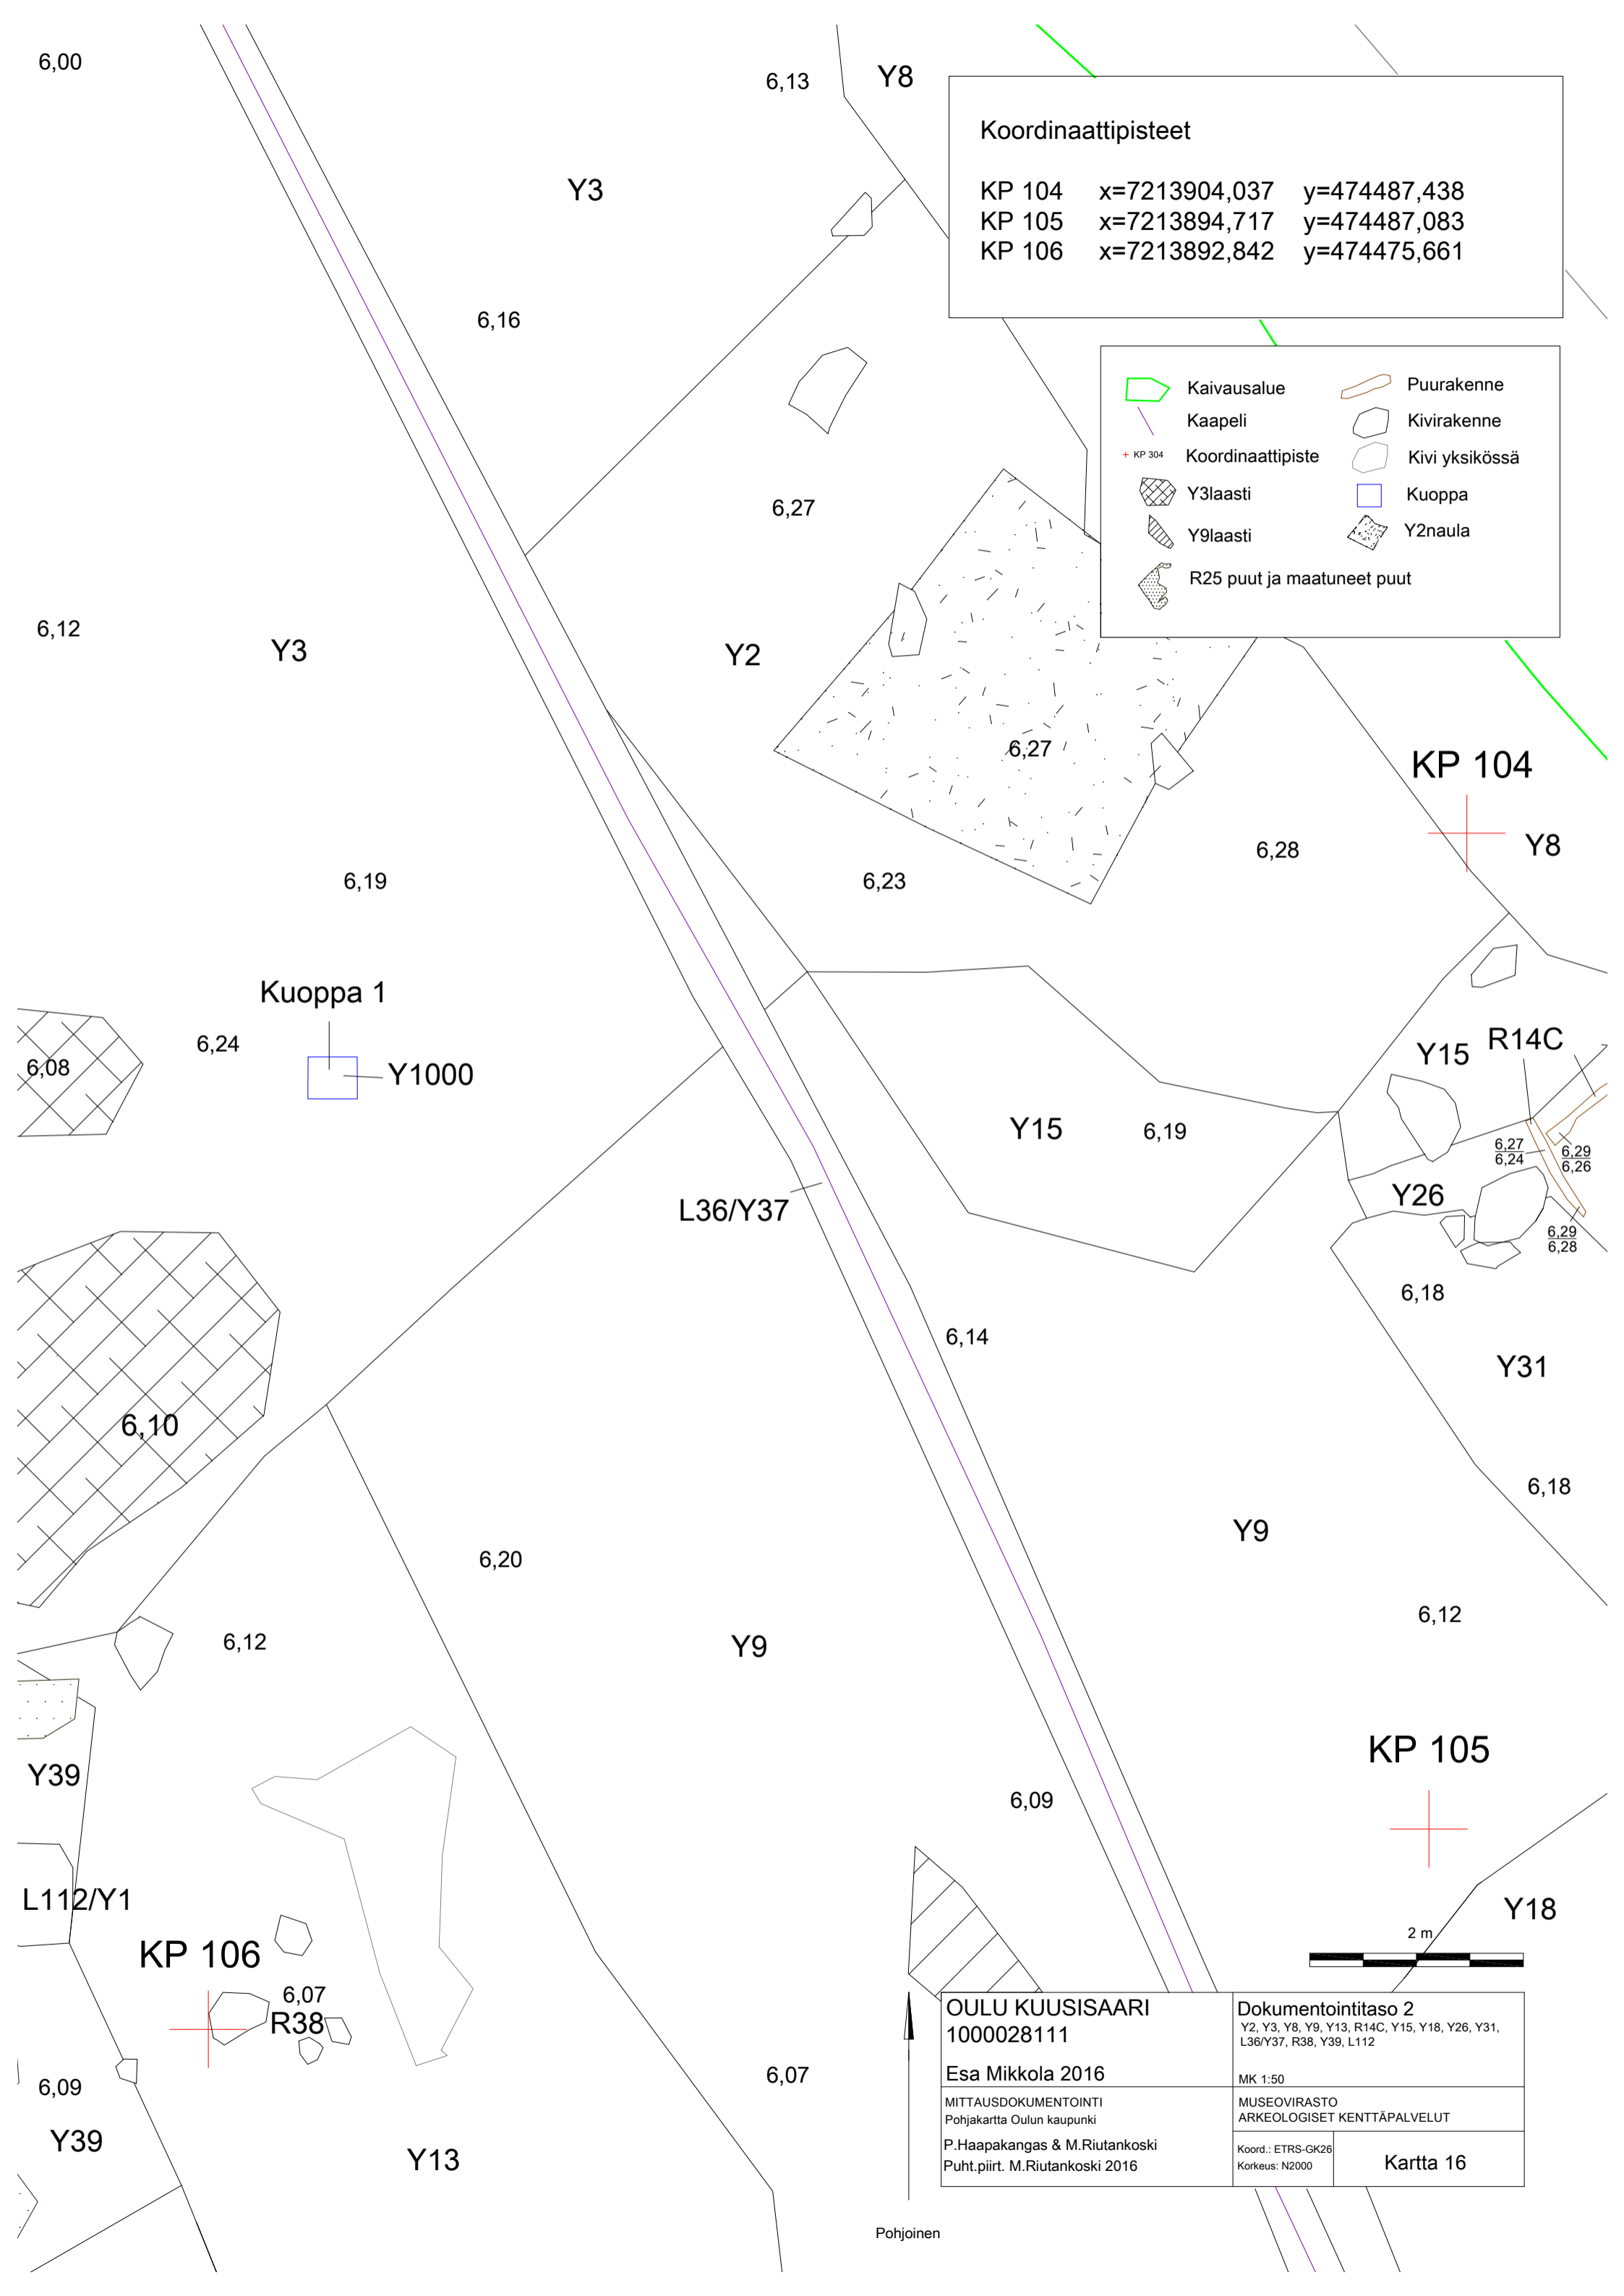 6,00
6,13
Y8
Koordinaattipisteet
KP 104 x=7213904,037 y=474487,438
KP 105 x=7213894,717 y=474487,083
KP 106 x=7213892,842 y=474475,661
Y3
6,16
Kaivausalue
Puurakenne
Kaapeli
Kivirakenne
KP 304 Koordinaattipiste
Kivi yksikössä
Y3laasti
Kuoppa
Y9laasti
Y2naula
R25 puut ja maatuneet puut
6,27
6,12
Y3
Y2
6,27
KP 104
6,28
Y8
6,19
6,23
Kuoppa 1
6,24
6,08
Y1000
R14C
Y15
Y15
6,19
6,27
6,24
6,29
6,26
Y26
L36/Y37
6,29
6,28
6,18
6,14
Y31
6,10
6,18
Y9
6,20
6,12
6,12
Y9
KP 105
Y39
6,09
L112/Y1
Y18
2 m
KP 106
6,07
R38
6,09
6,07
Y39
Y13
OULU KUUSISAARI
1000028111
Esa Mikkola 2016
Dokumentointitaso 2
Y2, Y3, Y8, Y9, Y13, R14C, Y15, Y18, Y26, Y31,
L36/Y37, R38, Y39, L112
MK 1:50
MITTAUSDOKUMENTOINTI
Pohjakartta Oulun kaupunki
P.Haapakangas & M.Riutankoski
Puht.piirt. M.Riutankoski 2016
MUSEOVIRASTO
ARKEOLOGISET KENTTÄPALVELUT
Koord.: ETRS-GK26
Korkeus: N2000
Kartta 16
Pohjoinen